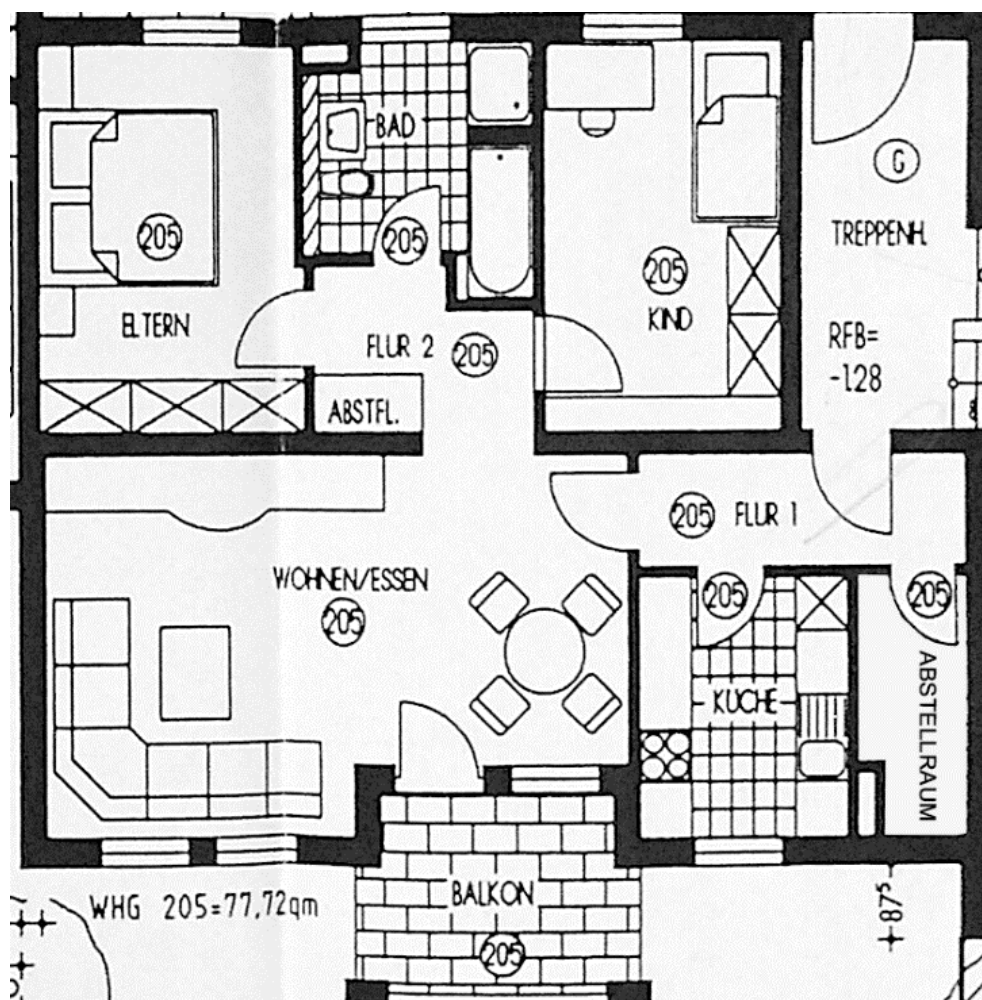 BAD
G
205
205
205
TREPPENH.
ELTERN
KIND
RFB=
-128
FLUR 2
205
ABSTFL.
205
FLUR 1
WOHNEN/ESSEN
205
205
205
KÜCHE
ABSTELLRAUM
WHG 205=77,72qm
BALKON
875
205